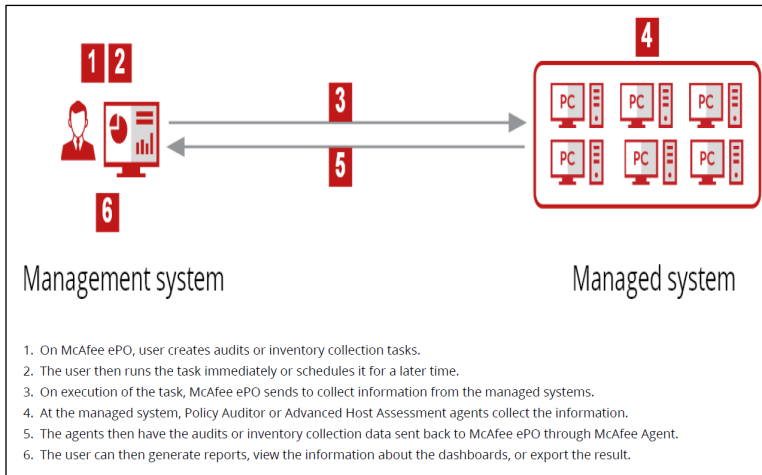 4
1 2
3
PC PC PC
5
PC PC PC
6
Management system
Managed system
1. On McAfee ePO, user creates audits or inventory collection tasks.
2. The user then runs the task immediately or schedules it for a later time.
3. On execution of the task, McAfee ePO sends to collect information from the managed systems.
4. At the managed system, Policy Auditor or Advanced Host Assessment agents collect the information.
5. The agents then have the audits or inventory collection data sent back to McAfee ePO through McAfee Agent.
6. The user can then generate reports, view the information about the dashboards, or export the result.